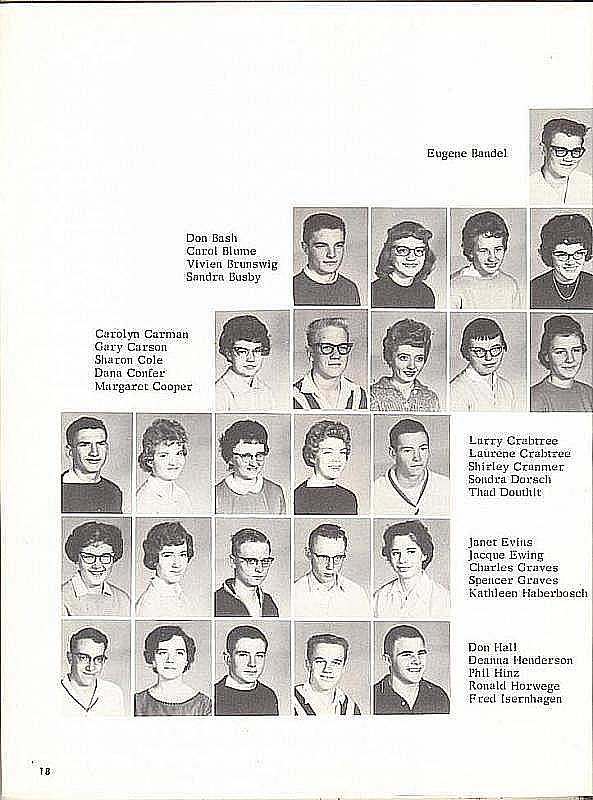 Eugene Bandel
Don Bash
Carol Blume
Vivien Brunswig
Sandra Busby
Carolyn Carman
Gary Carson
Sharon Cole
Dana Confer
Margaret Cooper
Larry Crabtree
Laurene Crabtree
Shirley Cranmer
Sondra Dorsch
Thad Douthit
Janet Evins
Jacque Ewing
Charles Graves
Spencer Graves
Kathleen Haberbosch
Don Hall
Deanna Henderson
Phil Hinz
Ronald Horwege
Fred Isernhagen
18